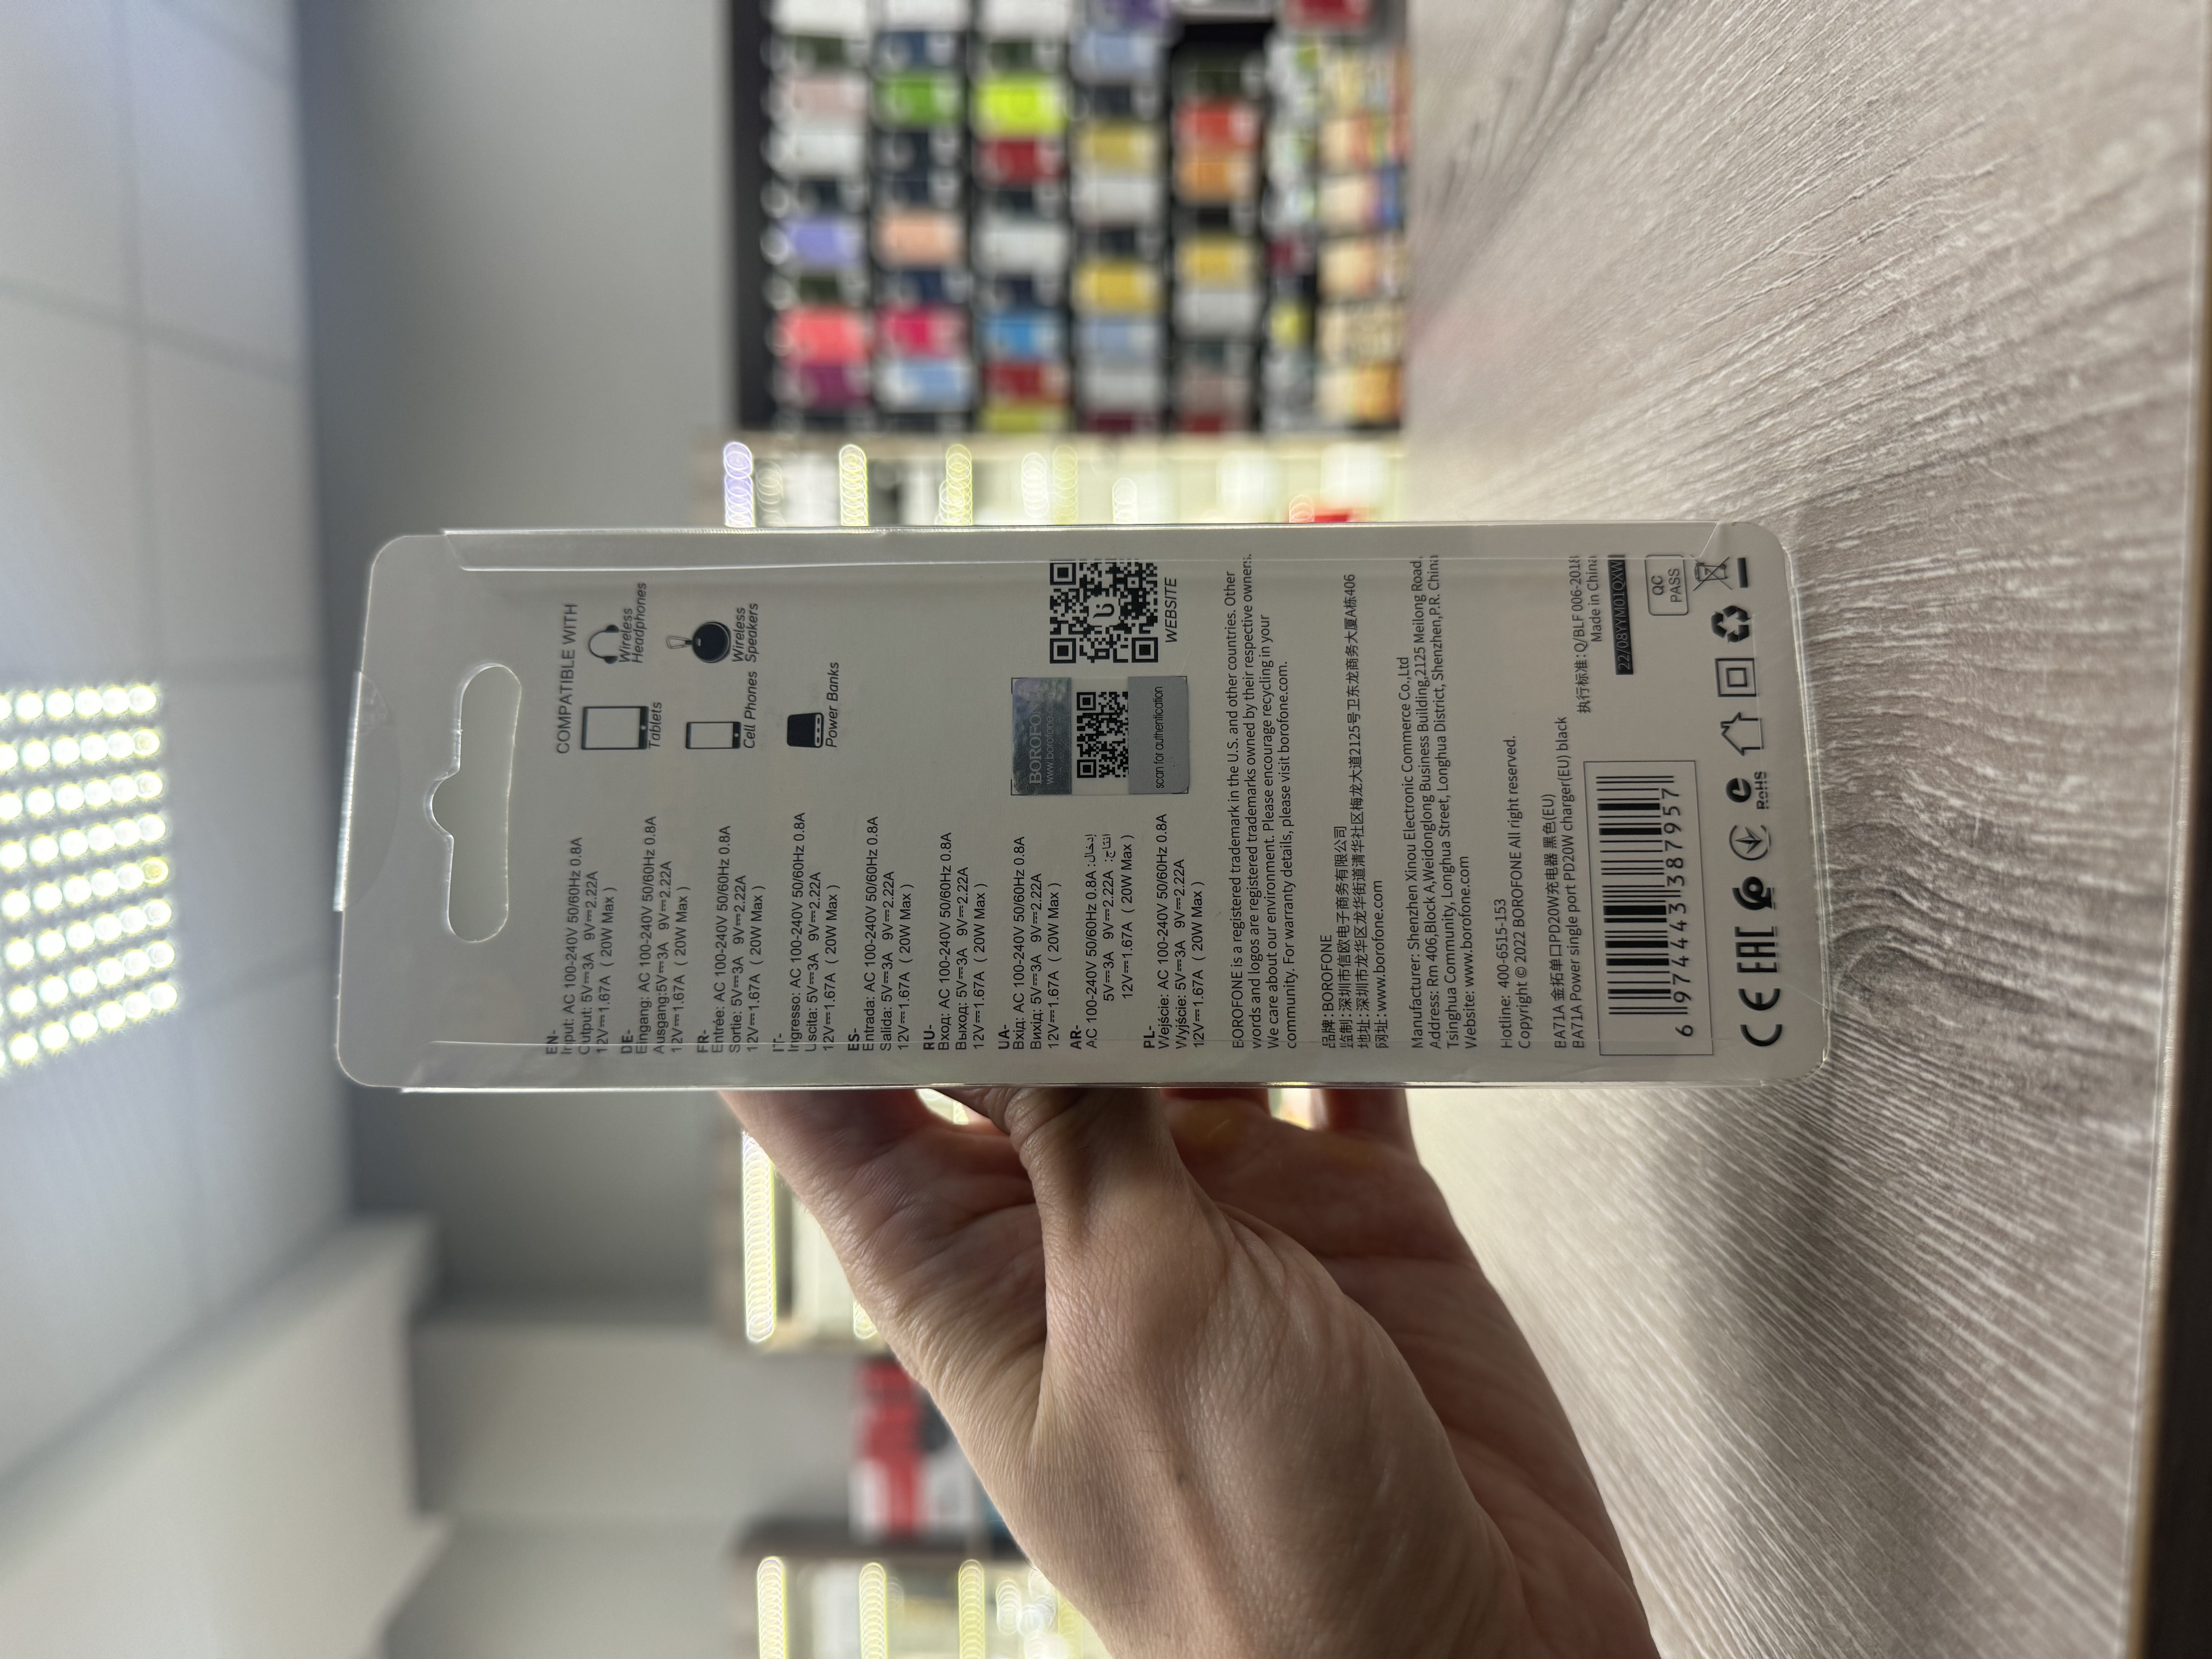 EN-
Input: AC 100-240V 50/60Hz 0.8A
Output: 5V⎓3A 9V⎓2.22A
12V⎓1.67A ( 20W Max )
DE-
Eingang: AC 100-240V 50/60Hz 0.8A
Ausgang:5V⎓3A 9V⎓2.22A
12V⎓1.67A ( 20W Max )
FR-
Entrée: AC 100-240V 50/60Hz 0.8A
Sortie: 5V⎓3A 9V⎓2.22A
12V⎓1.67A ( 20W Max )
IT-
Ingresso: AC 100-240V 50/60Hz 0.8A
Uscita: 5V⎓3A 9V⎓2.22A
12V⎓1.67A ( 20W Max )
ES-
Entrada: AC 100-240V 50/60Hz 0.8A
Salida: 5V⎓3A 9V⎓2.22A
12V⎓1.67A ( 20W Max )
RU-
Вход: AC 100-240V 50/60Hz 0.8A
Выход: 5V⎓3A 9V⎓2.22A
12V⎓1.67A ( 20W Max )
UA-
Вхід: AC 100-240V 50/60Hz 0.8A
Вихід: 5V⎓3A 9V⎓2.22A
12V⎓1.67A ( 20W Max )
AR-
AC 100-240V 50/60Hz 0.8A :إدخال
5V⎓3A 9V⎓2.22A :انتاج
12V⎓1.67A ( 20W Max )
PL-
Wejście: AC 100-240V 50/60Hz 0.8A
Wyjście: 5V⎓3A 9V⎓2.22A
12V⎓1.67A ( 20W Max )
COMPATIBLE WITH
Tablets
Wireless
Headphones
Cell Phones
Wireless
Speakers
Power Banks
www.borofone
scan for authentication
WEBSITE
BOROFONE is a registered trademark in the U.S. and other countries. Other
words and logos are registered trademarks owned by their respective owners.
We care about our environment. Please encourage recycling in your
community. For warranty details, please visit borofone.com.
品牌:BOROFONE
监制:深圳市信欧电子商务有限公司
地址:深圳市龙华区龙华街道清华社区梅龙大道2125号卫东龙商务大厦A栋406
网址:www.borofone.com
Manufacturer: Shenzhen Xinou Electronic Commerce Co.,Ltd
Address: Rm 406,Block A,Weidonglong Business Building,2125 Meilong Road,
Tsinghua Community, Longhua Street, Longhua District, Shenzhen,P.R. China
Website: www.borofone.com
Hotline: 400-6515-153
Copyright © 2022 BOROFONE All right reserved.
BA71A 金拓单口PD20W充电器 黑色(EU)
BA71A Power single port PD20W charger(EU) black
执行标准: Q/BLF 006-2018
Made in China
22/08YYM01QXW
6 974443 387957
QC
PASS
CE EAC RoHS